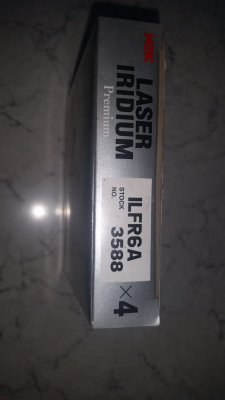 NGK
LASER
IRIDIUM
Premium
ILFR6A
STOCK
NO. 3588
×4